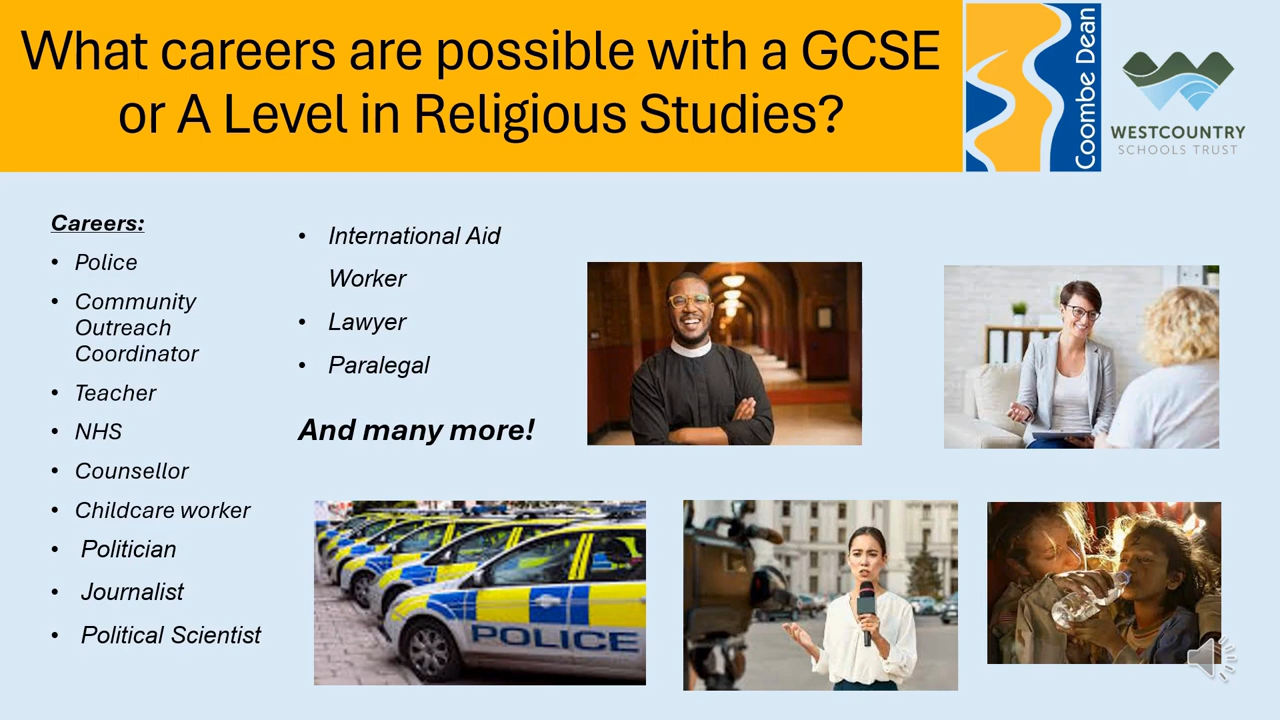 What careers are possible with a GCSE
or A Level in Religious Studies?
Coombe Dean
WESTCOUNTRY
SCHOOLS TRUST
Careers:
• Police
• Community
Outreach
Coordinator
• Teacher
• NHS
• Counsellor
• Childcare worker
• Politician
• Journalist
• Political Scientist
• International Aid
Worker
• Lawyer
• Paralegal
And many more!
POLICE